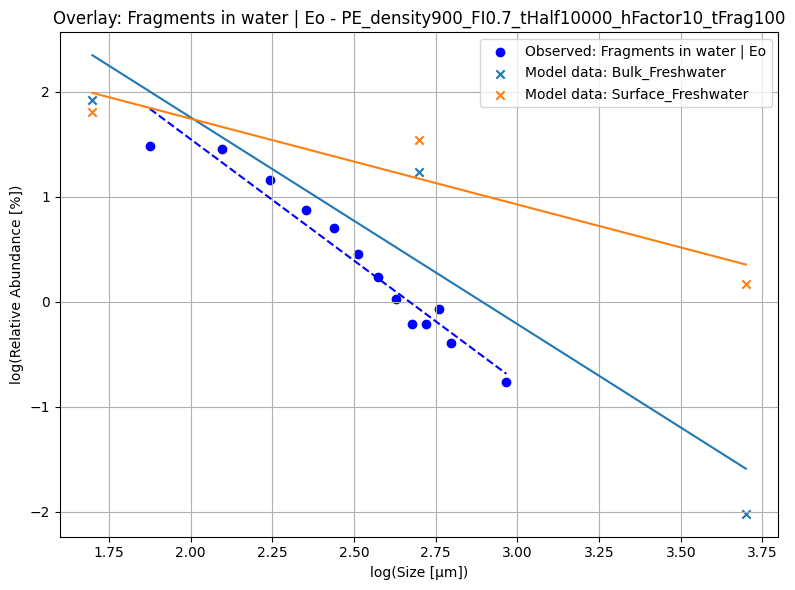 Overlay: Fragments in water | Eo - PE_density900_FI0.7_tHalf10000_hFactor10_tFrag100
Observed: Fragments in water | Eo
Model data: Bulk_Freshwater
Model data: Surface_Freshwater
log(Relative Abundance [%])
2
1
0
−1
−2
1.75
2.00
2.25
2.50
2.75
3.00
3.25
3.50
3.75
log(Size [μm])